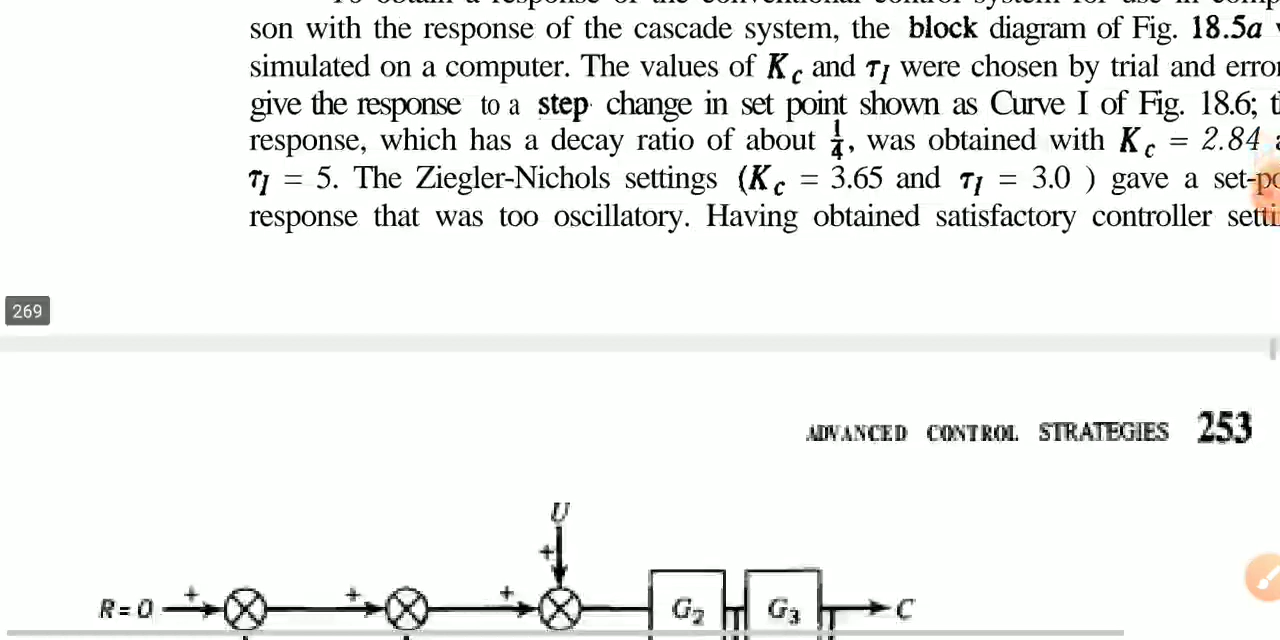 son with the response of the cascade system, the block diagram of Fig. 18.5a
simulated on a computer. The values of K c and τI were chosen by trial and error
give the response to a step change in set point shown as Curve I of Fig. 18.6;
response, which has a decay ratio of about 1/4, was obtained with K c = 2.84
τI = 5. The Ziegler-Nichols settings (K c = 3.65 and τI = 3.0 ) gave a set-po
response that was too oscillatory. Having obtained satisfactory controller setti
269
ADVANCED CONTROL STRATEGIES 253
U
+
R = 0 + + + G2 G3 C